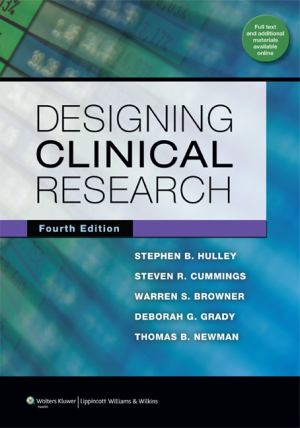 Full text
and additional
materials
available
online
DESIGNING
CLINICAL
RESEARCH
Fourth Edition
STEPHEN B. HULLEY
STEVEN R. CUMMINGS
WARREN S. BROWNER
DEBORAH G. GRADY
THOMAS B. NEWMAN
Wolters Kluwer | Lippincott Williams & Wilkins
Health